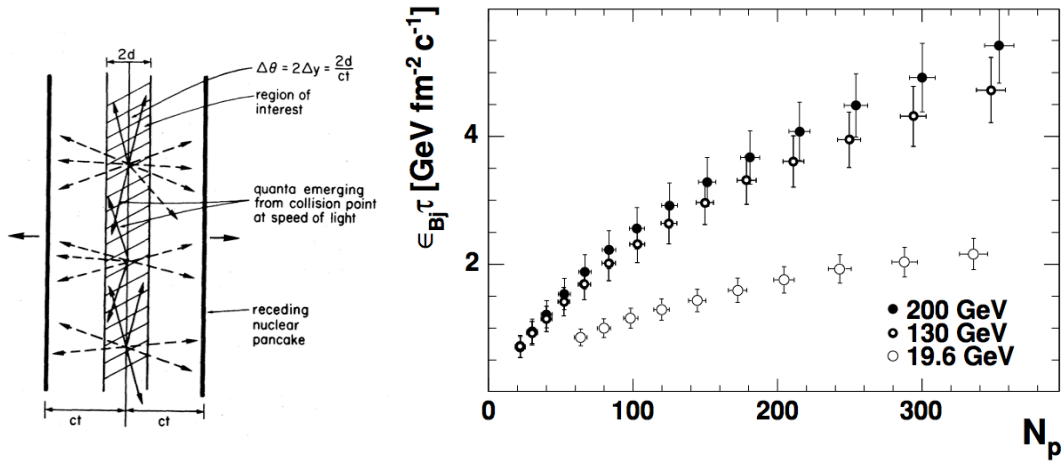 2d
Δθ = 2Δy = 2d/ct
region of
interest
quanta emerging
from collision point
at speed of light
receding
nuclear
pancake
ct
ct
ϵ_Bj τ [GeV fm⁻² c⁻¹]
4
2
200 GeV
130 GeV
19.6 GeV
0
100
200
300
N_p